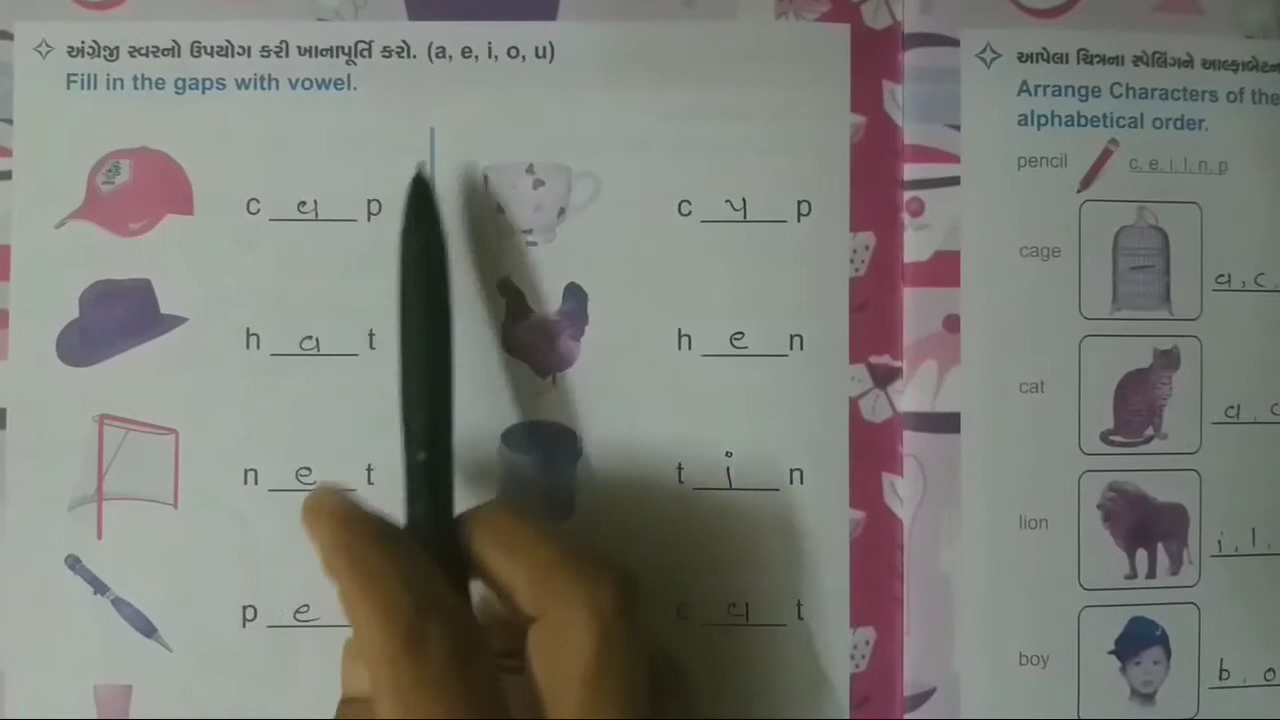 અંગ્રેજી સ્વરનો ઉપયોગ કરી ખાનાપૂર્તિ કરો. (a, e, i, o, u)
Fill in the gaps with vowel.
c a p
c u p
h a t
h e n
n e t
t i n
p e
c a t
આપેલા ચિત્રના સ્પેલિંગને
Arrange Characters of the
alphabetical order.
pencil c. e. i. l. n. p
cage a, c,
cat a, c
lion i, l,
boy b, o